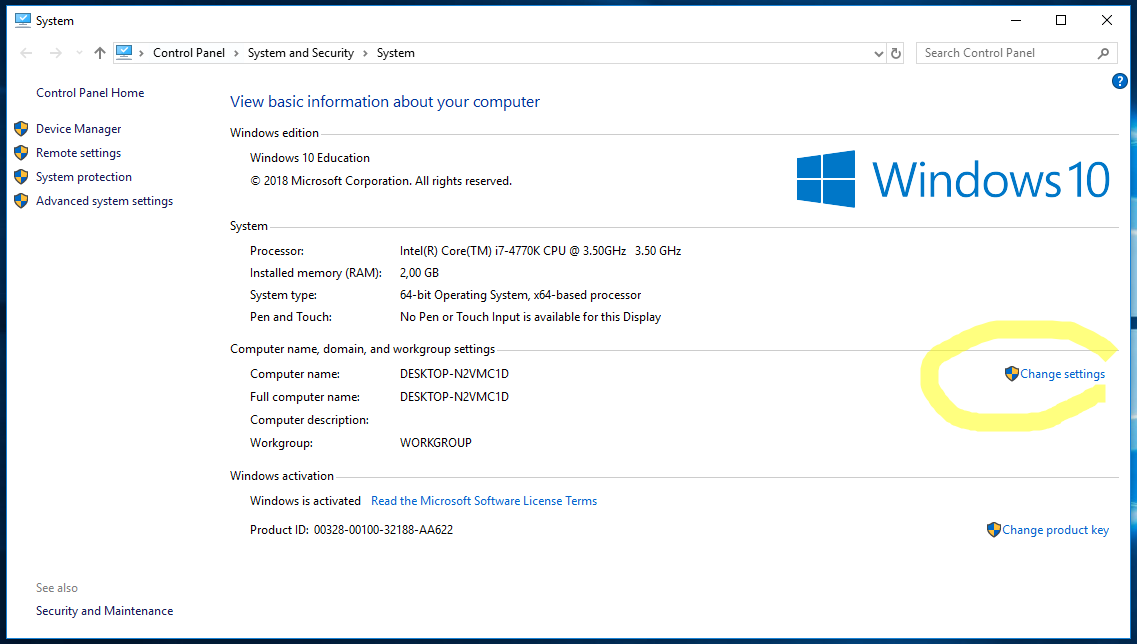 System
Control Panel > System and Security > System
Search Control Panel
?
Control Panel Home
Device Manager
Remote settings
System protection
Advanced system settings
See also
Security and Maintenance
View basic information about your computer
Windows edition
Windows 10 Education
© 2018 Microsoft Corporation. All rights reserved.
Windows 10
System
Processor: Intel(R) Core(TM) i7-4770K CPU @ 3.50GHz 3.50 GHz
Installed memory (RAM): 2,00 GB
System type: 64-bit Operating System, x64-based processor
Pen and Touch: No Pen or Touch Input is available for this Display
Computer name, domain, and workgroup settings
Computer name: DESKTOP-N2VMC1D
Change settings
Full computer name: DESKTOP-N2VMC1D
Computer description:
Workgroup: WORKGROUP
Windows activation
Windows is activated Read the Microsoft Software License Terms
Product ID: 00328-00100-32188-AA622
Change product key